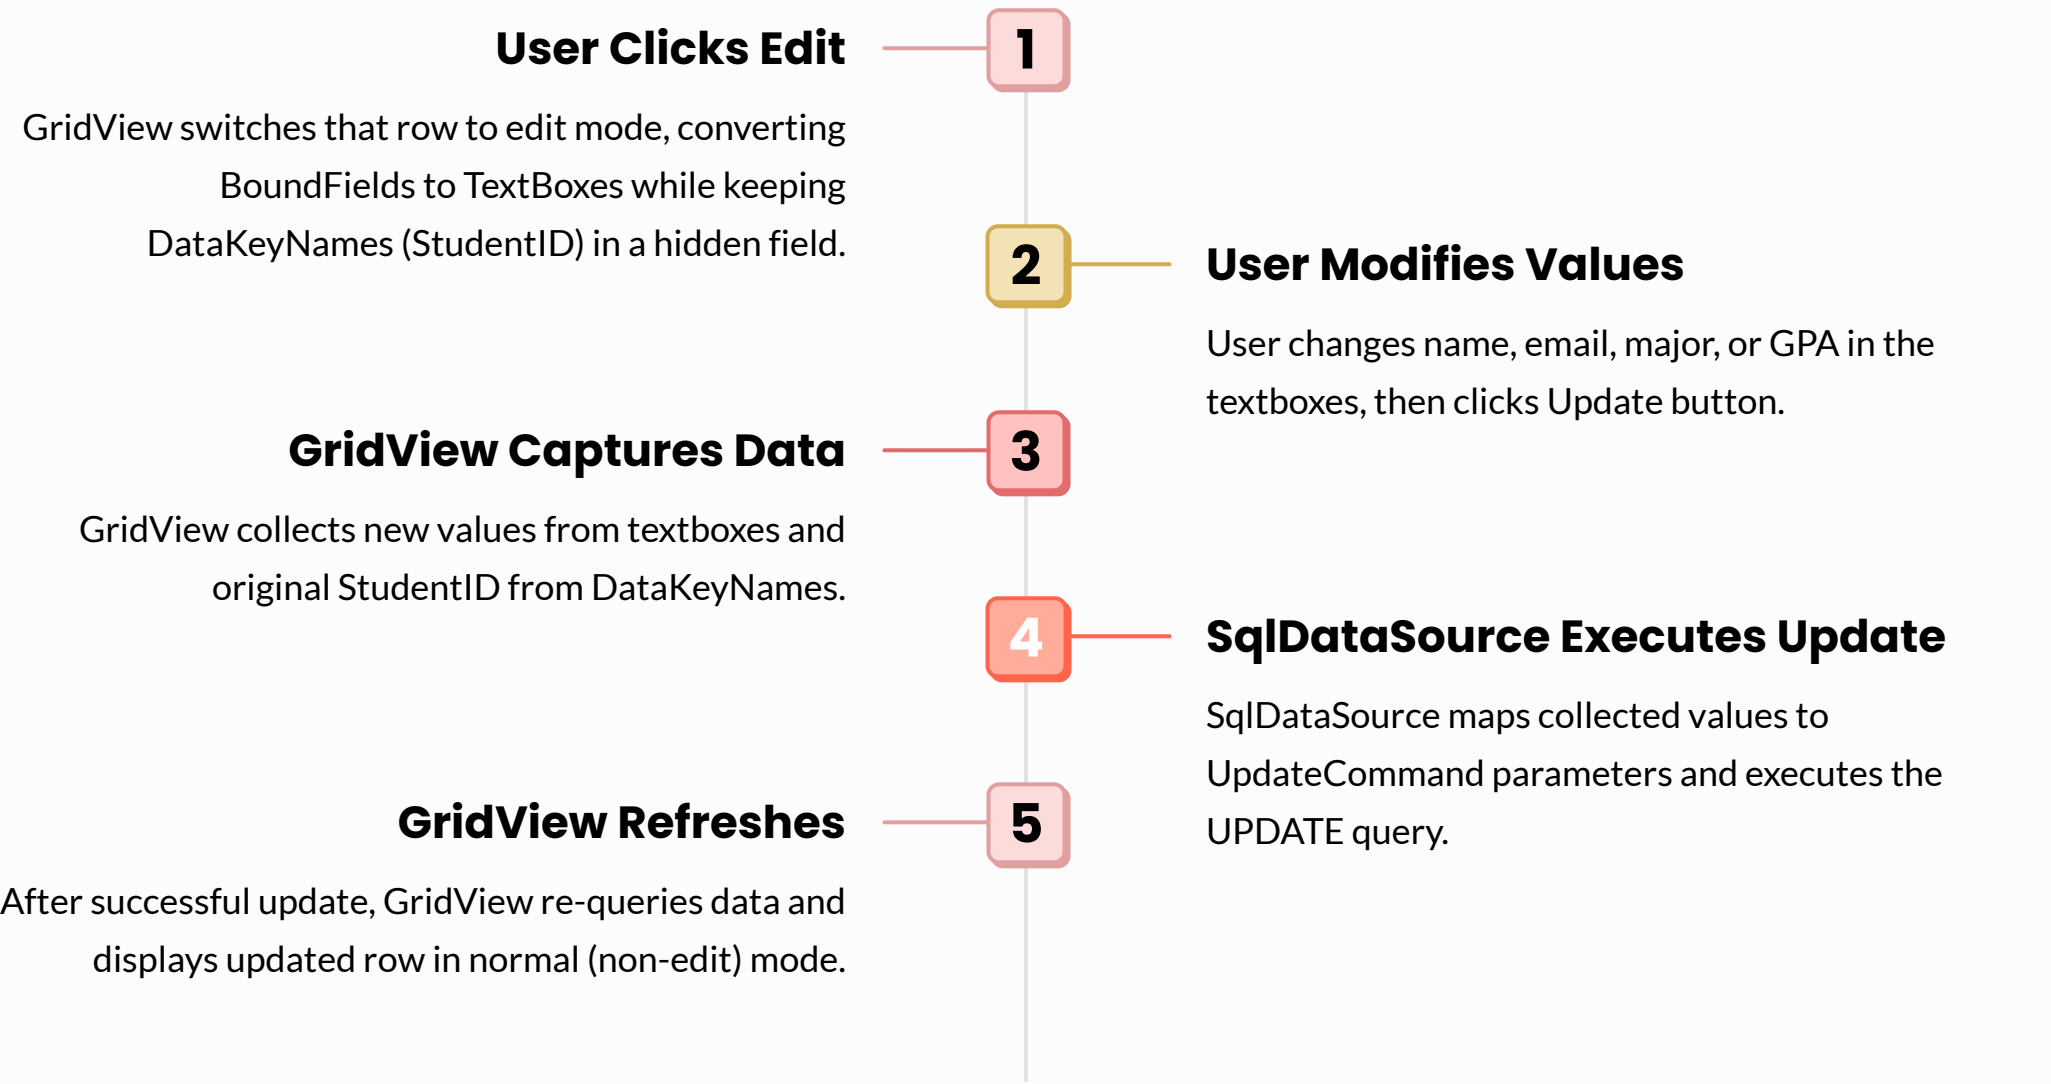 1
User Clicks Edit
GridView switches that row to edit mode, converting
BoundFields to TextBoxes while keeping
DataKeyNames (StudentID) in a hidden field.
2
User Modifies Values
User changes name, email, major, or GPA in the
textboxes, then clicks Update button.
3
GridView Captures Data
GridView collects new values from textboxes and
original StudentID from DataKeyNames.
4
SqlDataSource Executes Update
SqlDataSource maps collected values to
UpdateCommand parameters and executes the
UPDATE query.
5
GridView Refreshes
After successful update, GridView re-queries data and
displays updated row in normal (non-edit) mode.